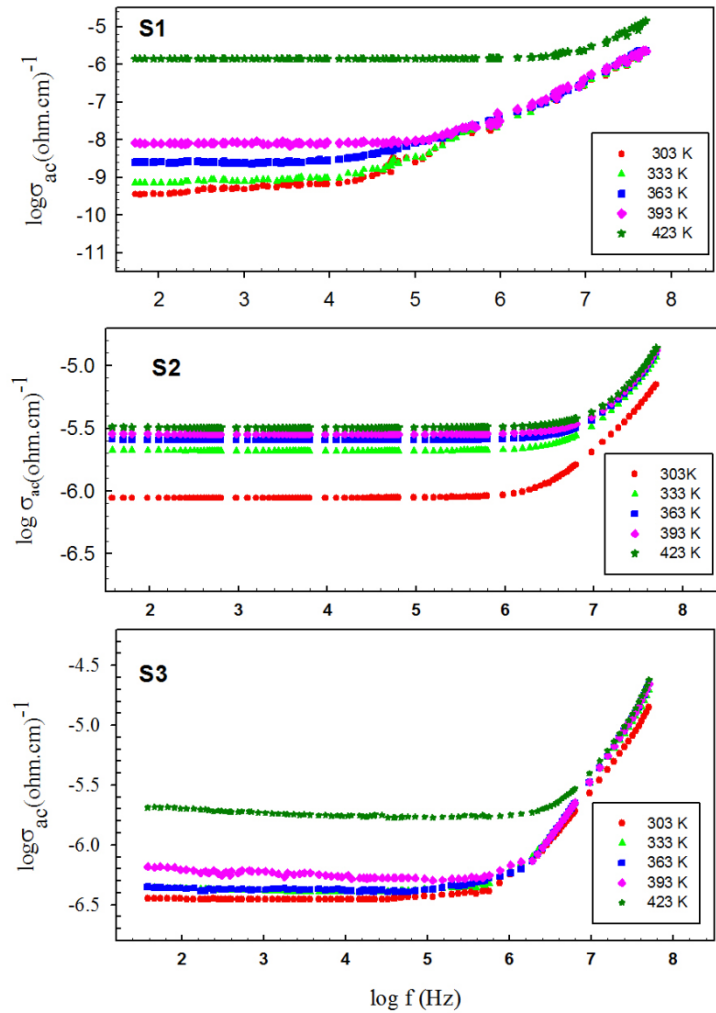 S1
-5
-6
-7
-8
-9
-10
-11
logσac(ohm.cm)-1
303 K
333 K
363 K
393 K
423 K
2 3 4 5 6 7 8
S2
-5.0
-5.5
-6.0
-6.5
log σac(ohm.cm)-1
303K
333 K
363 K
393 K
423 K
2 3 4 5 6 7 8
S3
-4.5
-5.0
-5.5
-6.0
-6.5
logσac(ohm.cm)-1
303 K
333 K
363 K
393 K
423 K
2 3 4 5 6 7 8
log f (Hz)